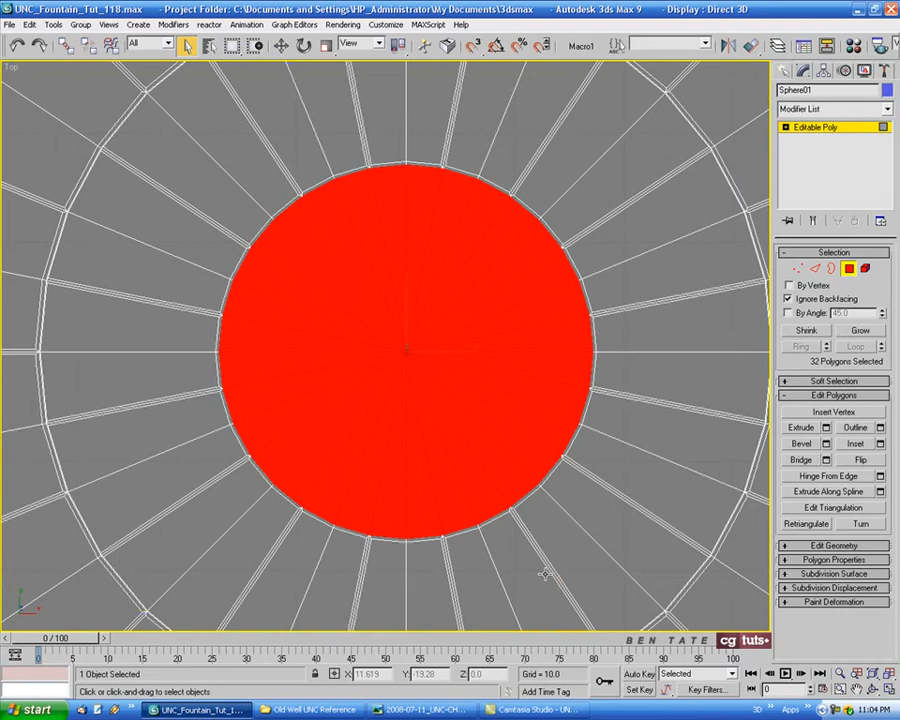 UNC_Fountain_Tut_118.max - Project Folder: C:\Documents and Settings\HP_Administrator\My Documents\3dsmax - Autodesk 3ds Max 9 - Display : Direct 3D
File Edit Tools Group Views Create Modifiers reactor Animation Graph Editors Rendering Customize MAXScript Help
All View Macro1
Top
Sphere01
Modifier List
Editable Poly
Selection
By Vertex
Ignore Backfacing
By Angle: 45.0
Shrink Grow
Ring Loop
32 Polygons Selected
Soft Selection
Edit Polygons
Insert Vertex
Extrude Outline
Bevel Inset
Bridge Flip
Hinge From Edge
Extrude Along Spline
Edit Triangulation
Retriangulate Turn
Edit Geometry
Polygon Properties
Subdivision Surface
Subdivision Displacement
Paint Deformation
0 / 100
BEN TATE cg tuts+
0 5 10 15 20 25 30 35 40 45 50 55 60 65 70 75 80 85 90 95 100
1 Object Selected X: 11.619 Y: -19.28 Z: 0.0 Grid = 10.0 Auto Key Selected
Click or click-and-drag to select objects Add Time Tag Set Key Key Filters... 0
start UNC_Fountain_Tut_1... Old Well UNC Reference 2008-07-11_UNC-CH... Camtasia Studio - UN... 3D Apps 11:04 PM